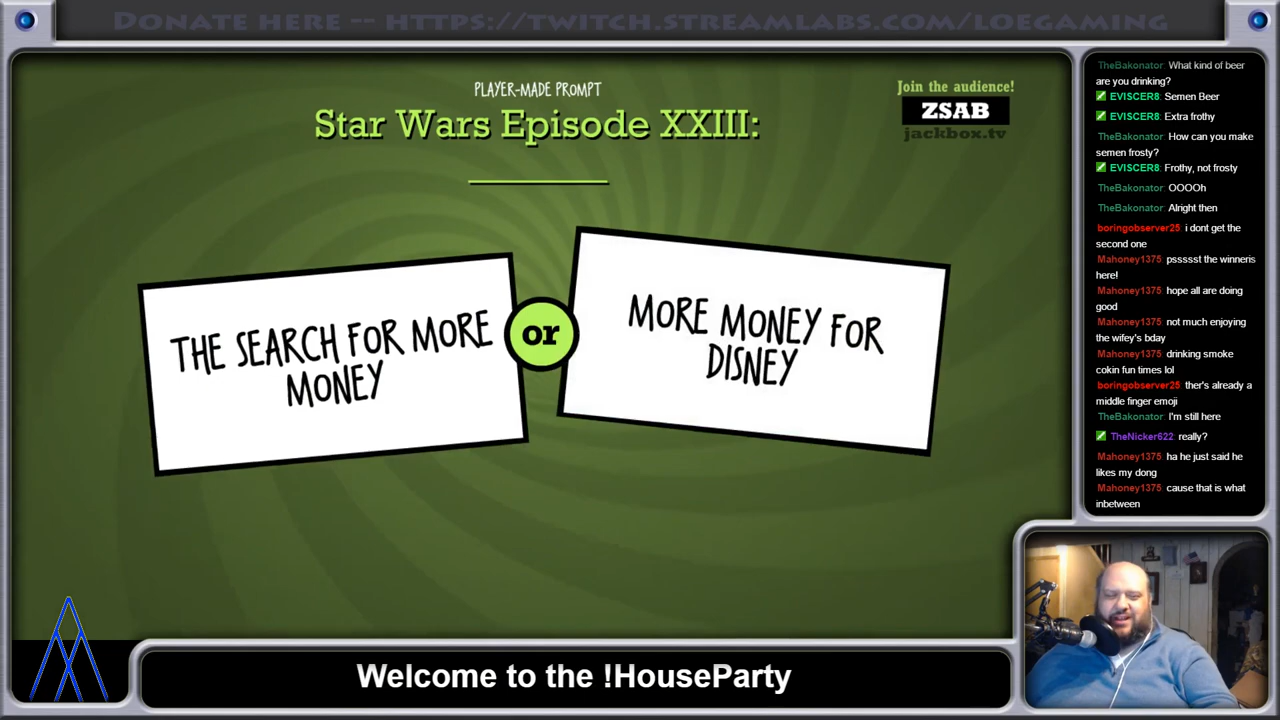 Donate here -- https://twitch.streamlabs.com/loegaming
PLAYER-MADE PROMPT
Star Wars Episode XXIII:
Join the audience!
ZSAB
jackbox.tv
THE SEARCH FOR MORE
MONEY
or
MORE MONEY FOR
DISNEY
TheBakonator: What kind of beer
are you drinking?
EVISCER8: Semen Beer
EVISCER8: Extra frothy
TheBakonator: How can you make
semen frosty?
EVISCER8: Frothy, not frosty
TheBakonator: OOOOh
TheBakonator: Alright then
boringobserver25: i dont get the
second one
Mahoney1375: pssssst the winneris
here!
Mahoney1375: hope all are doing
good
Mahoney1375: not much enjoying
the wifey's bday
Mahoney1375: drinking smoke
cokin fun times lol
boringobserver25: ther's already a
middle finger emoji
TheBakonator: I'm still here
TheNicker622: really?
Mahoney1375: ha he just said he
likes my dong
Mahoney1375: cause that is what
inbetween
Welcome to the !HouseParty